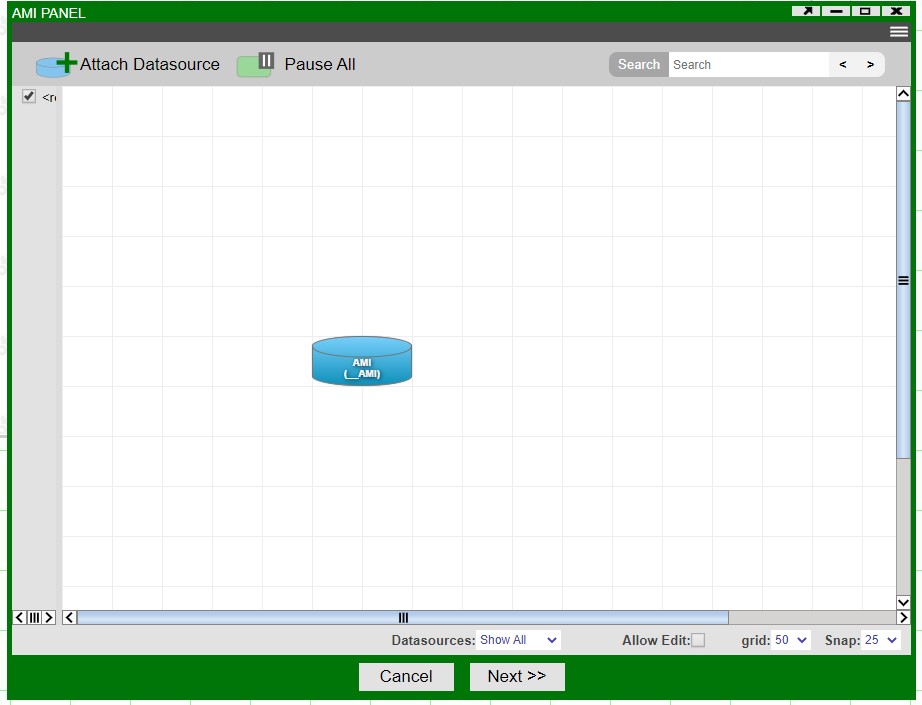 AMI PANEL
Attach Datasource
Pause All
Search
Search
< >
AMI
(__AMI)
Datasources: Show All
Allow Edit:
grid: 50
Snap: 25
Cancel
Next >>